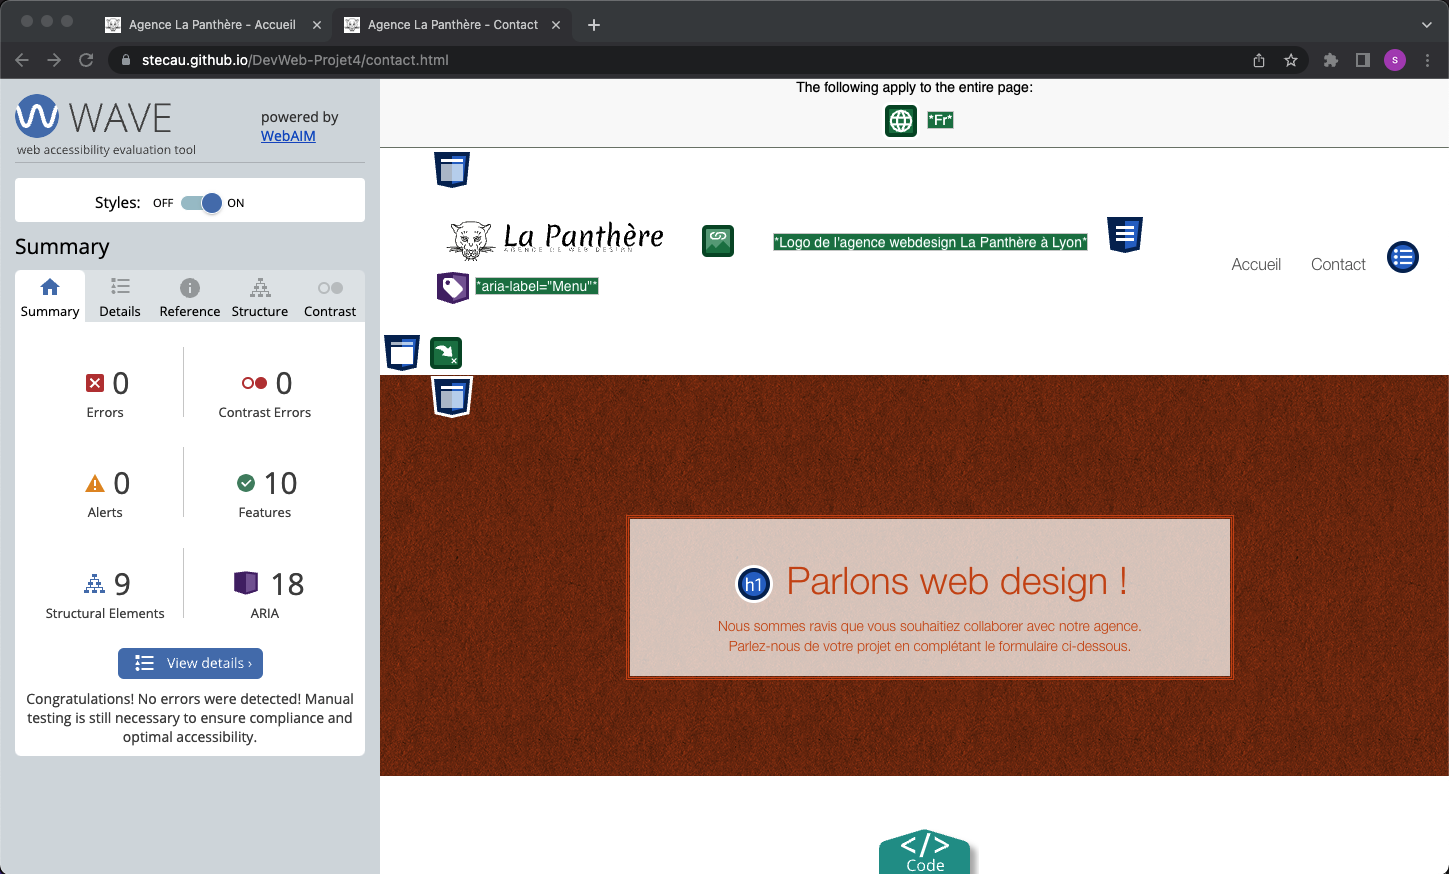 Agence La Panthère - Accueil
Agence La Panthère - Contact
stecau.github.io/DevWeb-Projet4/contact.html
S
WAVE
web accessibility evaluation tool
powered by
WebAIM
Styles: OFF ON
Summary
Summary Details Reference Structure Contrast
0
Errors
0
Contrast Errors
0
Alerts
10
Features
9
Structural Elements
18
ARIA
View details ›
Congratulations! No errors were detected! Manual
testing is still necessary to ensure compliance and
optimal accessibility.
The following apply to the entire page:
*Fr*
La Panthère
AGENCE DE WEB DESIGN
*Logo de l'agence webdesign La Panthère à Lyon*
Accueil Contact
*aria-label="Menu"*
h1 Parlons web design !
Nous sommes ravis que vous souhaitiez collaborer avec notre agence.
Parlez-nous de votre projet en complétant le formulaire ci-dessous.
</>
Code